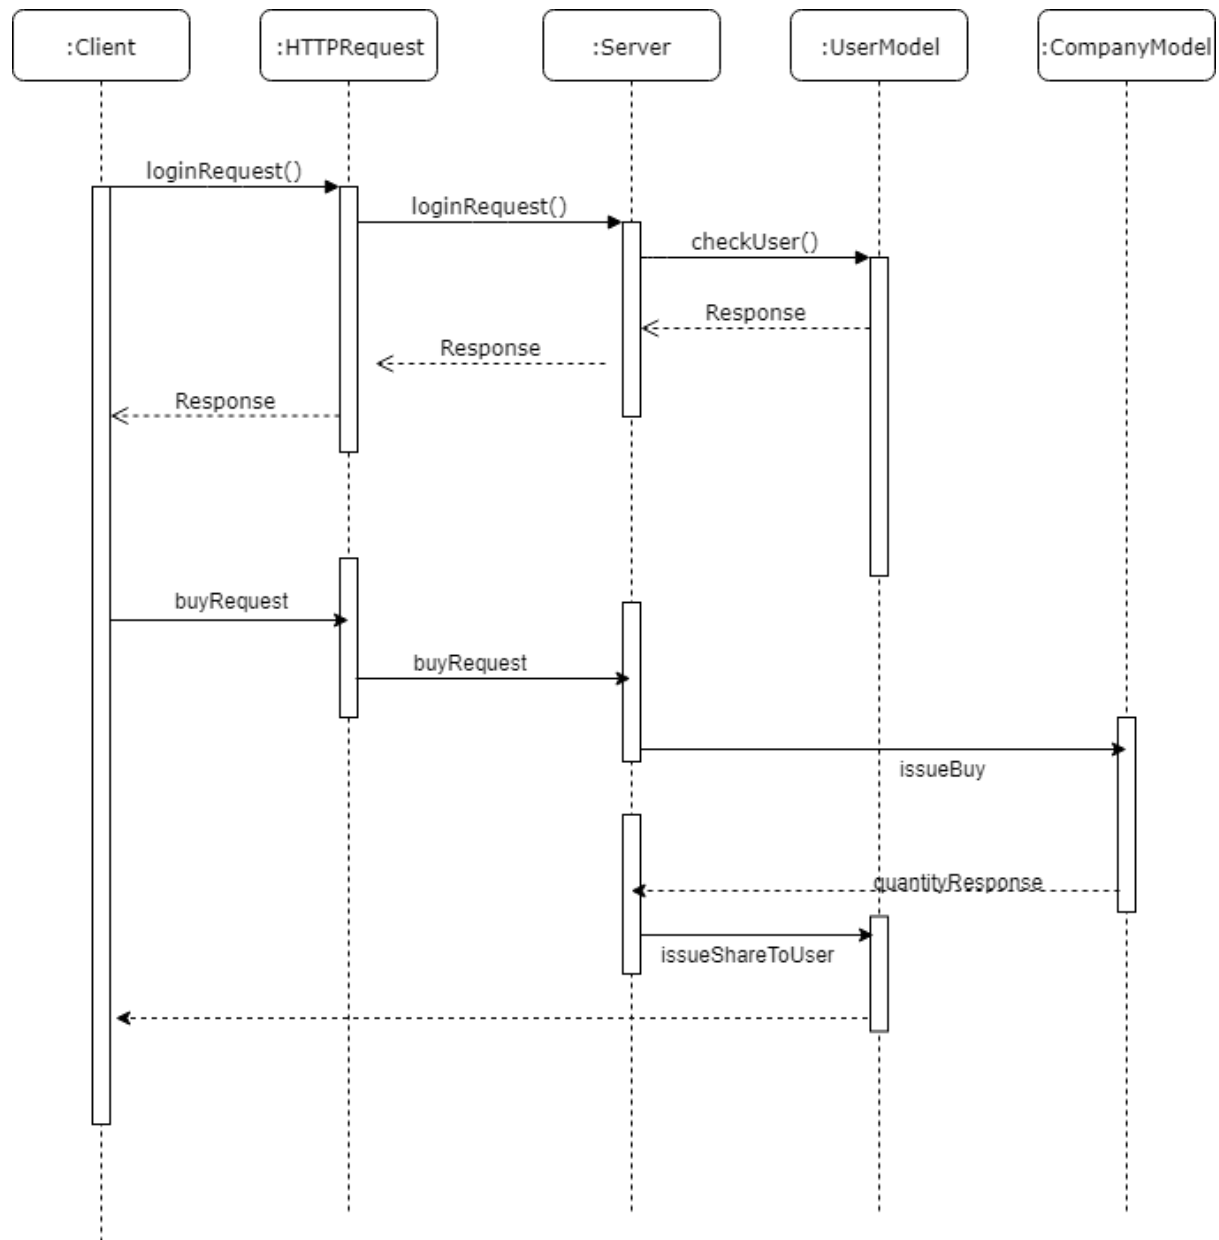 :Client
:HTTPRequest
:Server
:UserModel
:CompanyModel
loginRequest()
loginRequest()
checkUser()
Response
Response
Response
buyRequest
buyRequest
issueBuy
quantityResponse
issueShareToUser